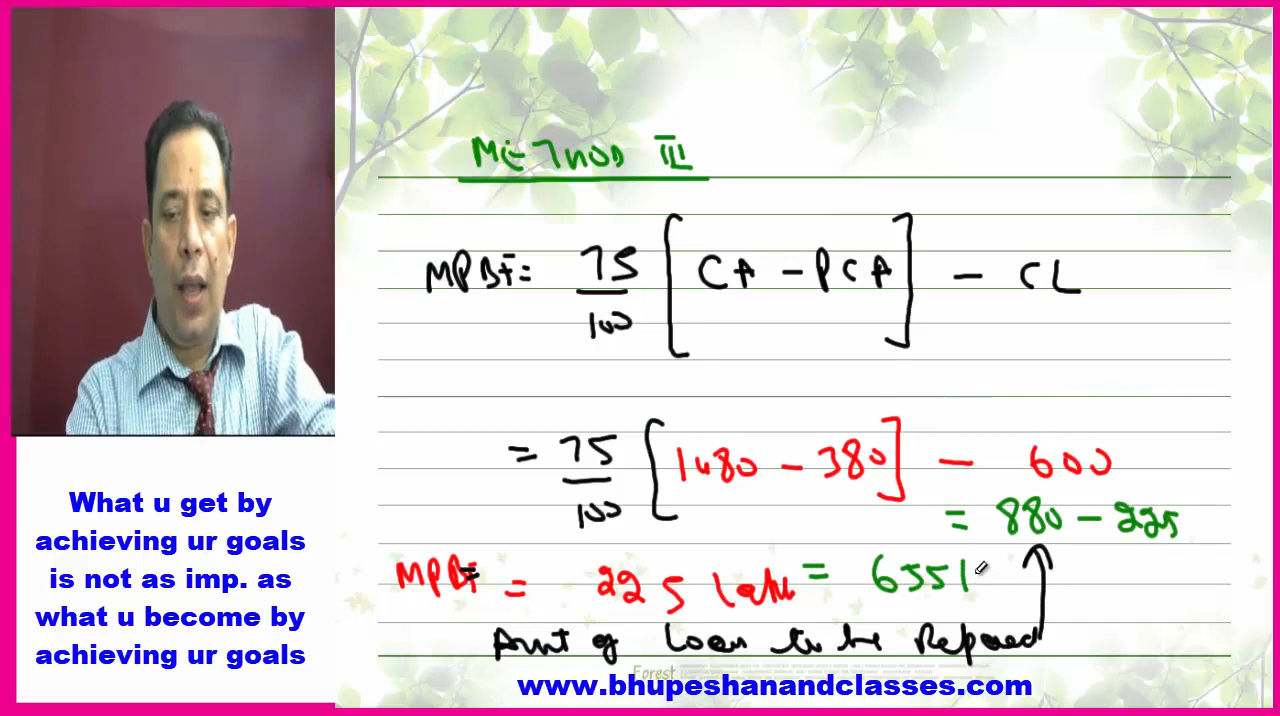 METHOD III
MPBF = 75/100 [CA - PCA] - CL
= 75/100 [1480 - 380] - 600
= 880 - 225
MPBF = 225 lakh = 655 l
Amt of Loan to be Repaid
What u get by
achieving ur goals
is not as imp. as
what u become by
achieving ur goals
Forest
www.bhupeshanandclasses.com